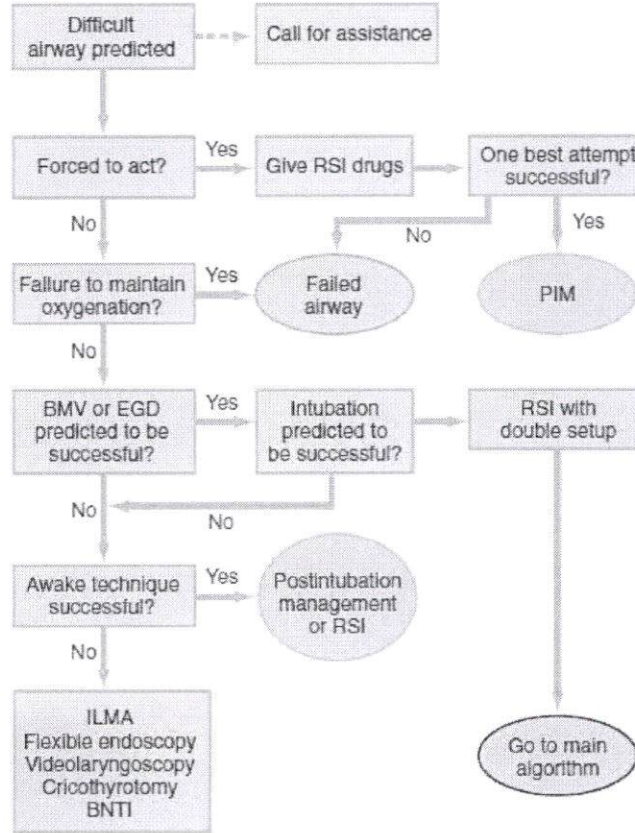 Difficult
airway predicted
Call for assistance
Forced to act?
Yes
Give RSI drugs
One best attempt
successful?
No
No
Yes
Failure to maintain
oxygenation?
Yes
Failed
airway
PIM
No
BMV or EGD
predicted to be
successful?
Yes
Intubation
predicted to
be successful?
RSI with
double setup
No
No
Awake technique
successful?
Yes
Postintubation
management
or RSI
No
ILMA
Flexible endoscopy
Videolaryngoscopy
Cricothyrotomy
BNTI
Go to main
algorithm